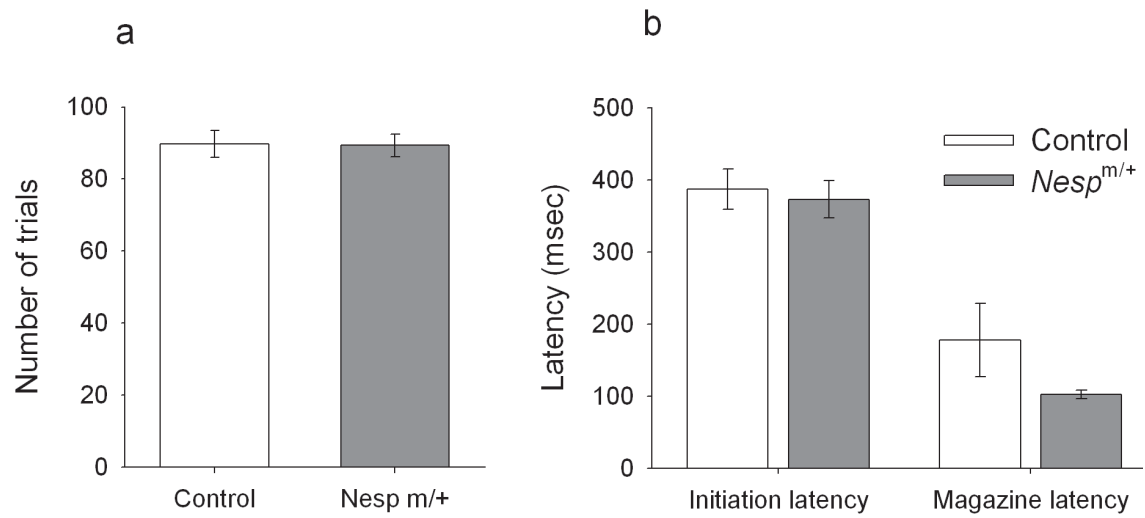 a
Number of trials
100
80
60
40
20
0
Control
Nesp m/+
b
Latency (msec)
500
400
300
200
100
0
Control
Nesp^m/+
Initiation latency
Magazine latency